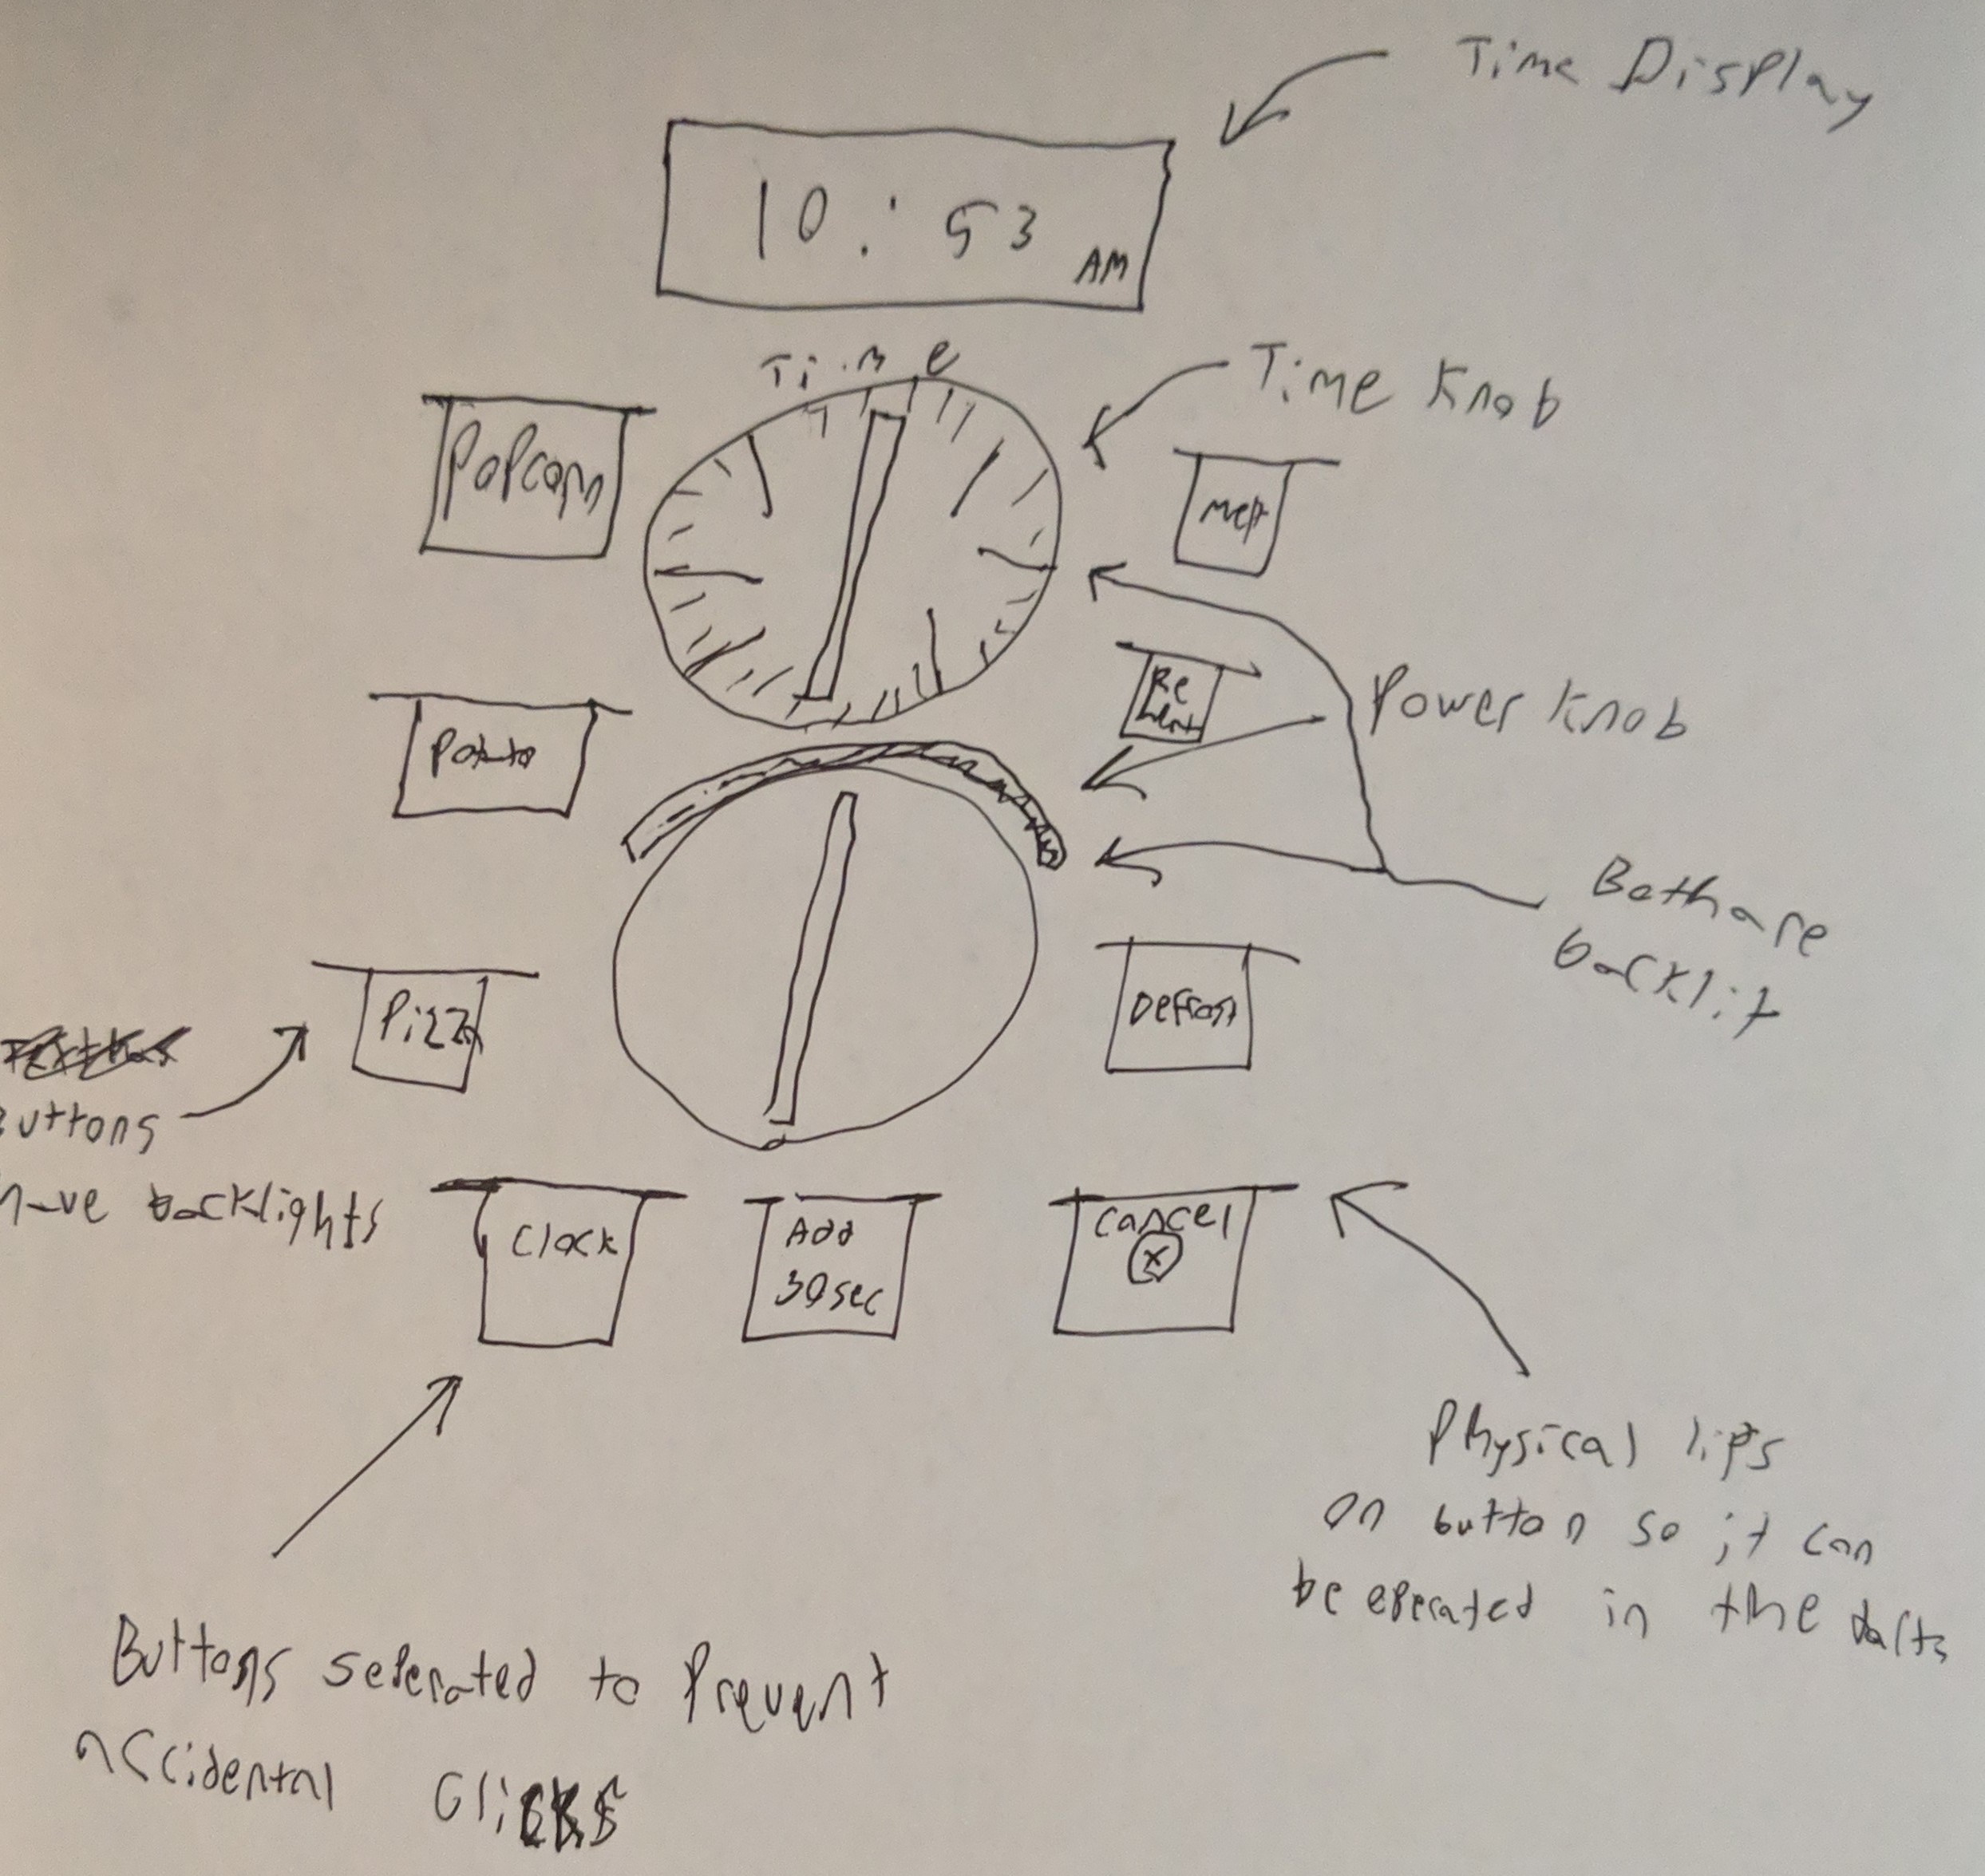 Time Display
10:53
AM
Time
Time Knob
Popcorn
melt
Re
heat
Power Knob
Potato
Both are
backlit
Pizza
Defrost
Buttons
have backlights
Clock
Add
30sec
cancel
X
Physical lips
on button so it can
be operated in the
Buttons seperated to Prevent
accidental Clicks